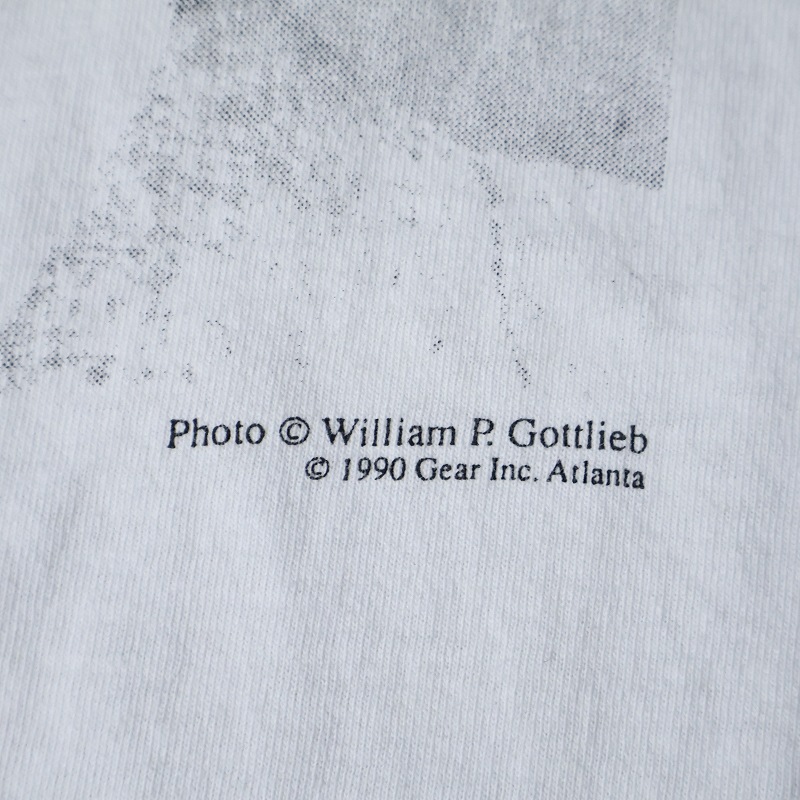 Photo © William P. Gottlieb
© 1990 Gear Inc. Atlanta